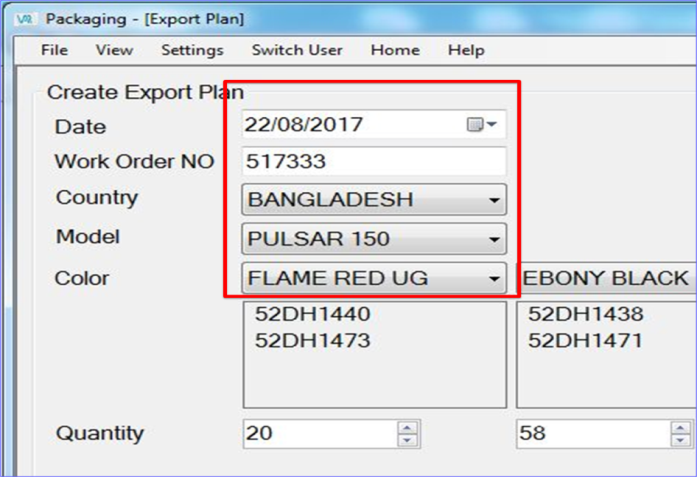 Packaging - [Export Plan]
File View Settings Switch User Home Help
Create Export Plan
Date 22/08/2017
Work Order NO 517333
Country BANGLADESH
Model PULSAR 150
Color FLAME RED UG EBONY BLACK
52DH1440 52DH1438
52DH1473 52DH1471
Quantity 20 58